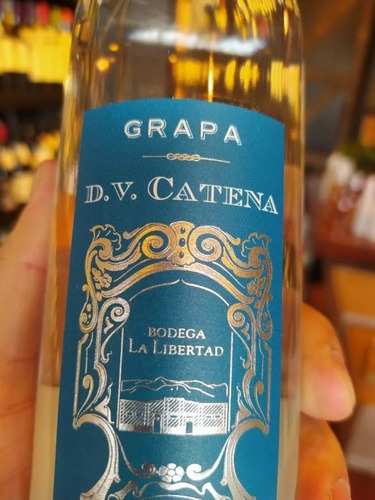 GRAPA
D.V. CATENA
BODEGA
LA LIBERTAD